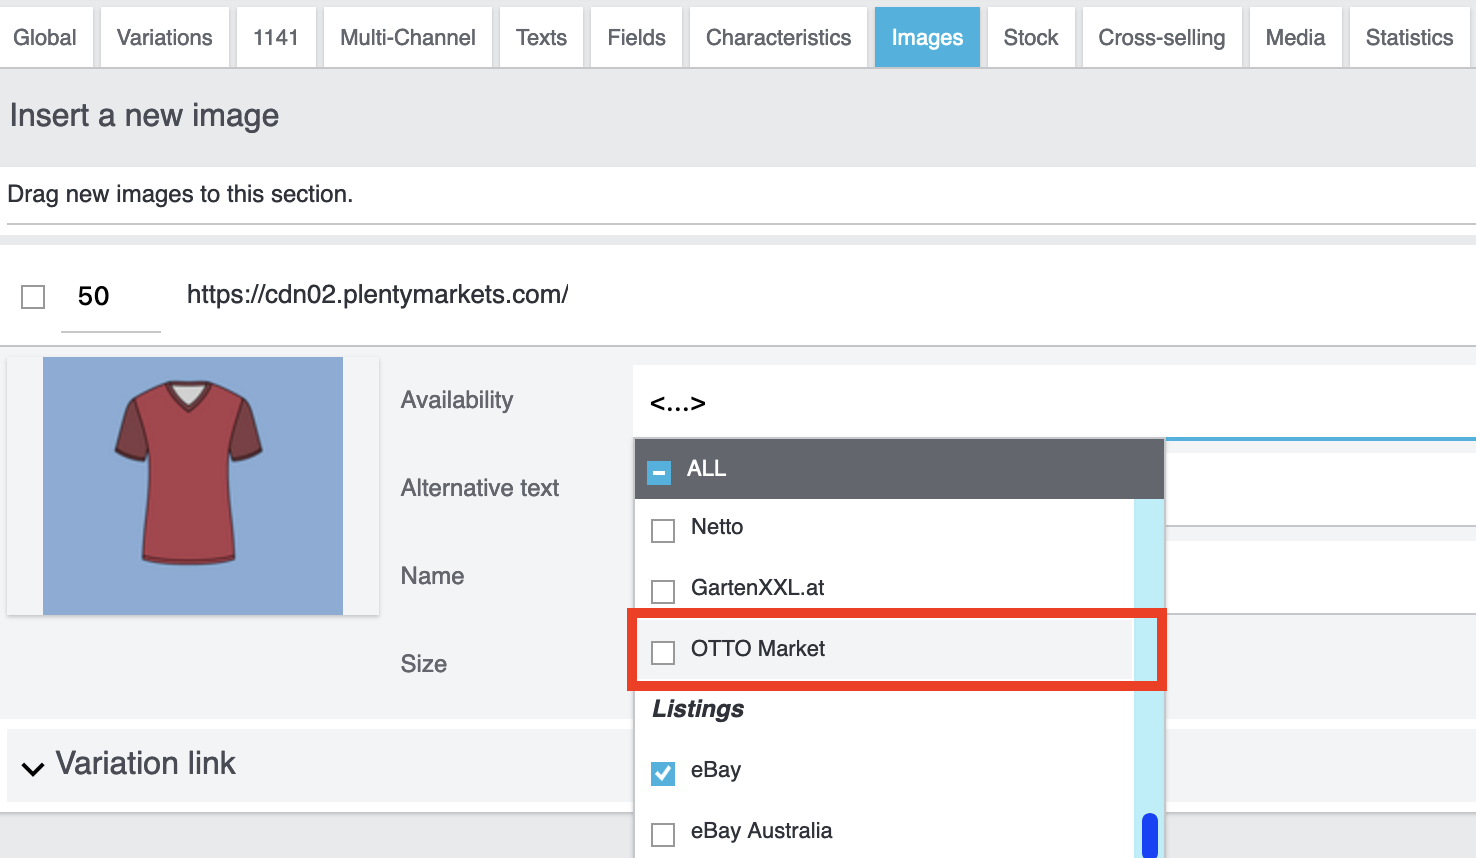 Global Variations 1141 Multi-Channel Texts Fields Characteristics Images Stock Cross-selling Media Statistics
Insert a new image
Drag new images to this section.
50 https://cdn02.plentymarkets.com/
Availability <...>
ALL
Alternative text
Netto
Name
GartenXXL.at
OTTO Market
Size
Listings
Variation link
eBay
eBay Australia